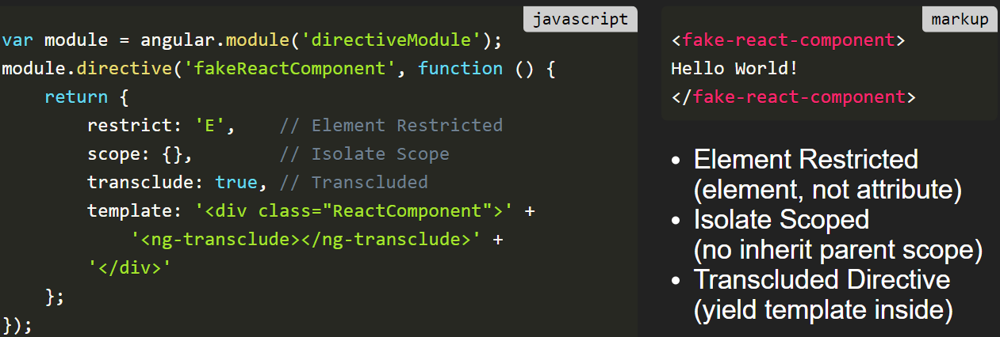 javascript
var module = angular.module('directiveModule');
module.directive('fakeReactComponent', function () {
    return {
        restrict: 'E',    // Element Restricted
        scope: {},        // Isolate Scope
        transclude: true, // Transcluded
        template: '<div class="ReactComponent">' +
            '<ng-transclude></ng-transclude>' +
        '</div>'
    };
});
markup
<fake-react-component>
Hello World!
</fake-react-component>
• Element Restricted
(element, not attribute)
• Isolate Scoped
(no inherit parent scope)
• Transcluded Directive
(yield template inside)